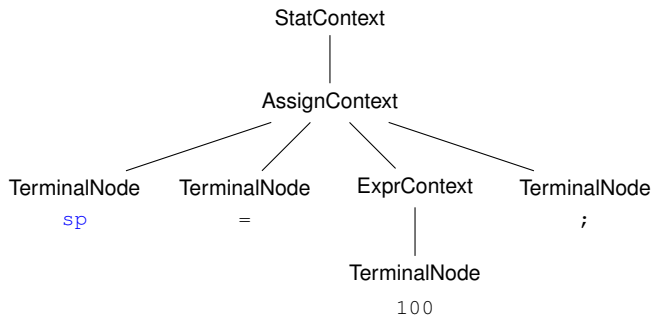 StatContext
AssignContext
TerminalNode TerminalNode ExprContext TerminalNode
sp = ;
TerminalNode
100